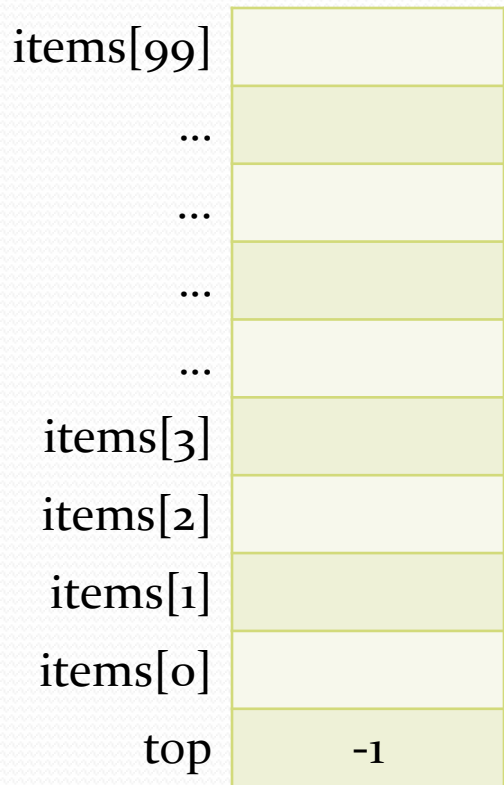 items[99]
...
...
...
...
items[3]
items[2]
items[1]
items[0]
top -1